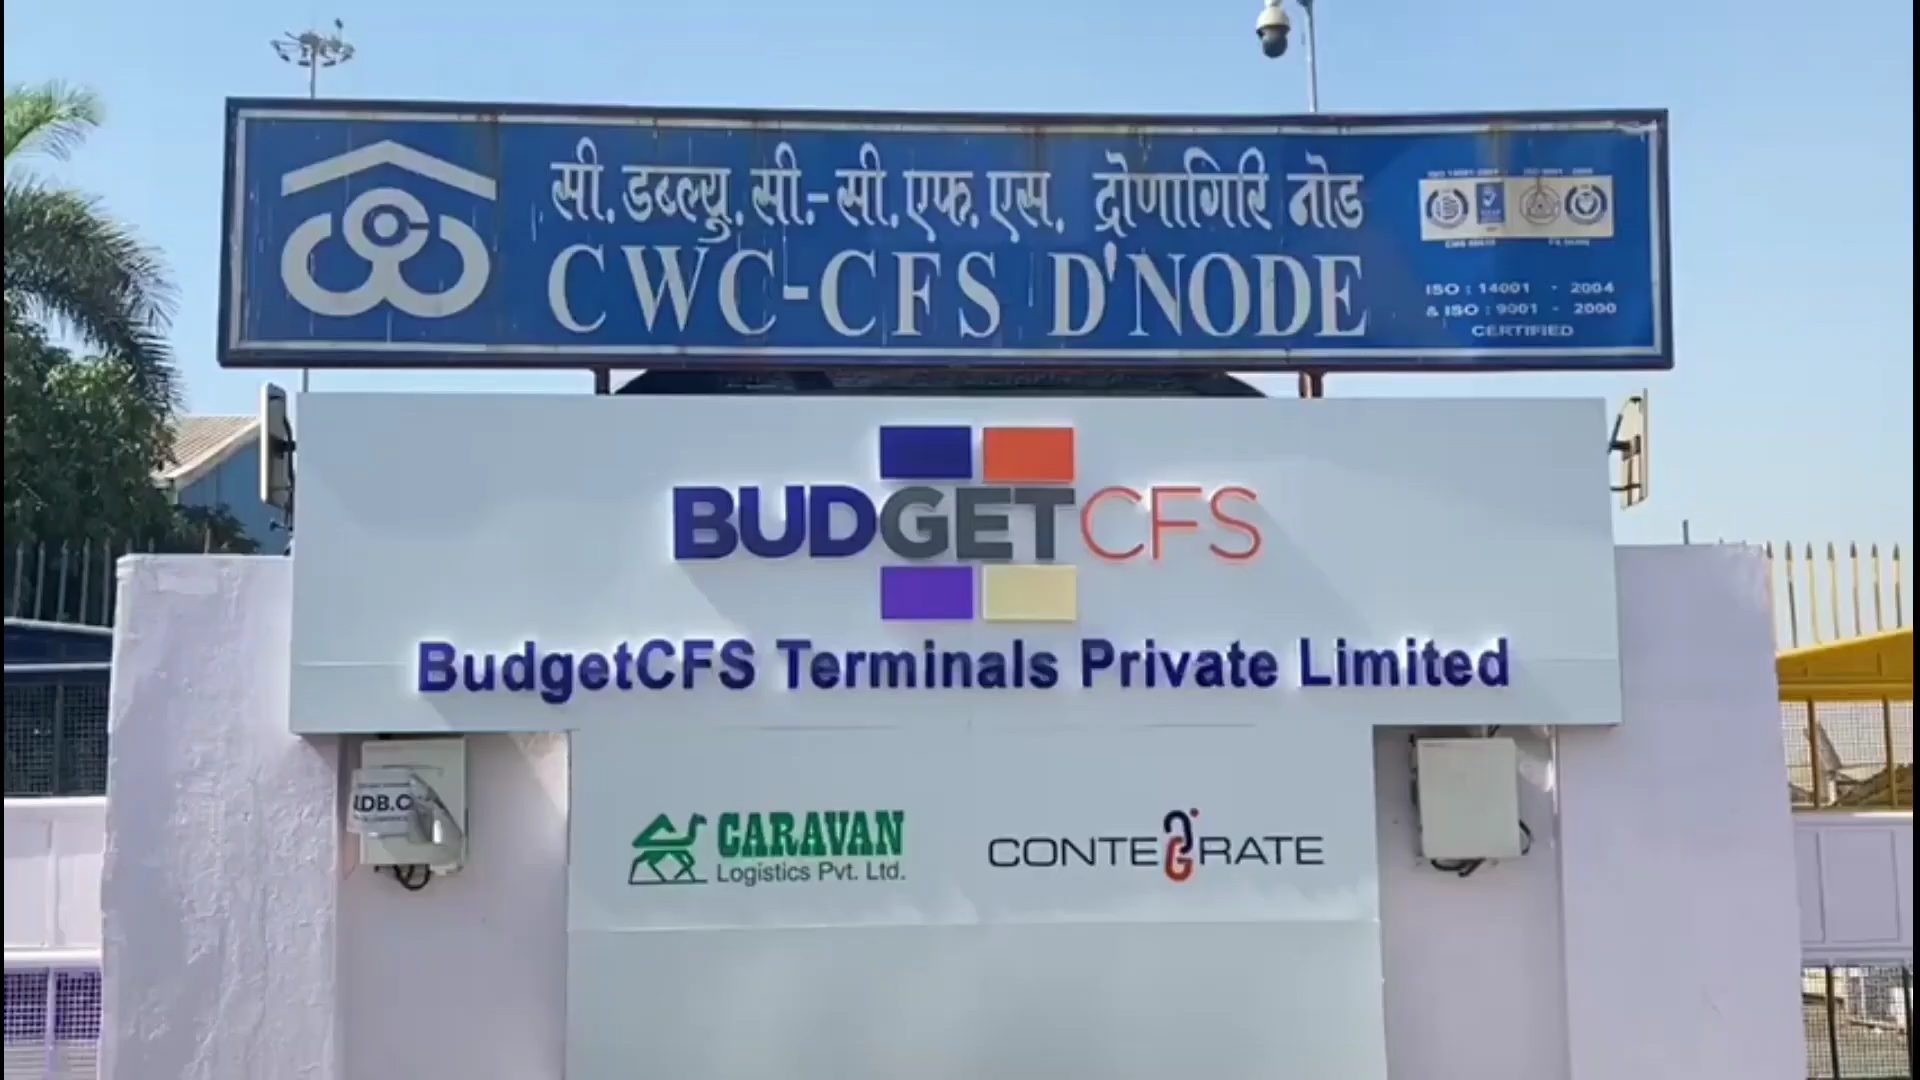 सी. डब्ल्यु. सी.-सी. एफ. एस. द्रोणागिरि नोड
CWC-CFS D'NODE
ISO : 14001 - 2004
& ISO : 9001 - 2000
CERTIFIED
BUDGETCFS
BudgetCFS Terminals Private Limited
CARAVAN
Logistics Pvt. Ltd.
CONTEGRATE